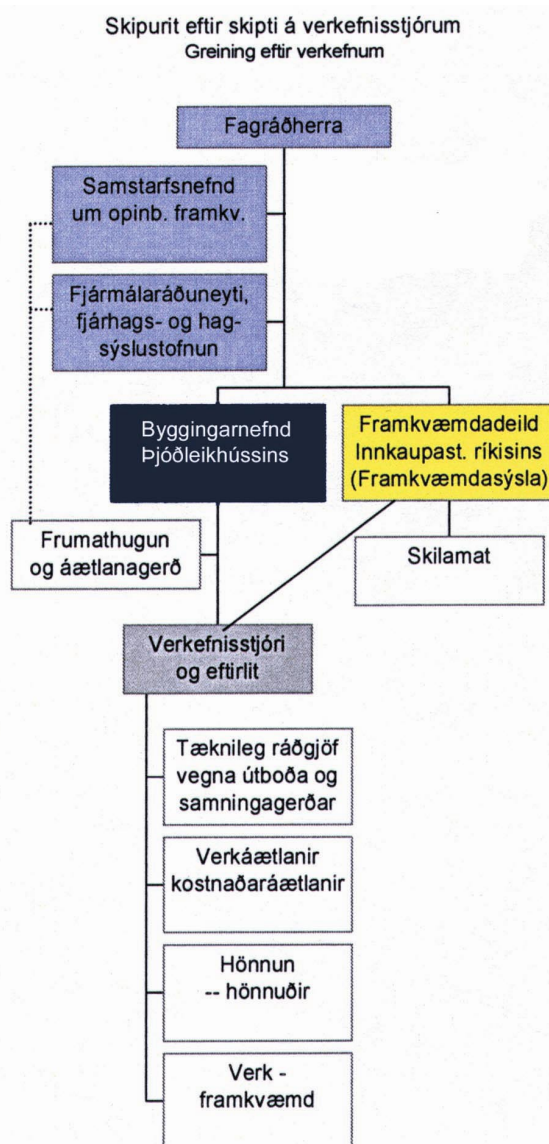 Skipurit eftir skipti á verkefnisstjórum
Greining eftir verkefnum
Fagráðherra
Samstarfsnefnd
um opinb. framkv.
Fjármálaráðuneyti,
fjárhags- og hag-
sýslustofnun
Byggingarnefnd
Þjóðleikhússins
Framkvæmdadeild
Innkaupast. ríkisins
(Framkvæmdasýsla)
Frumathugun
og áætlanagerð
Skilamat
Verkefnisstjóri
og eftirlit
Tæknileg ráðgjöf
vegna útboða og
samningagerðar
Verkáætlanir
kostnaðaráætlanir
Hönnun
-- hönnuðir
Verk -
framkvæmd